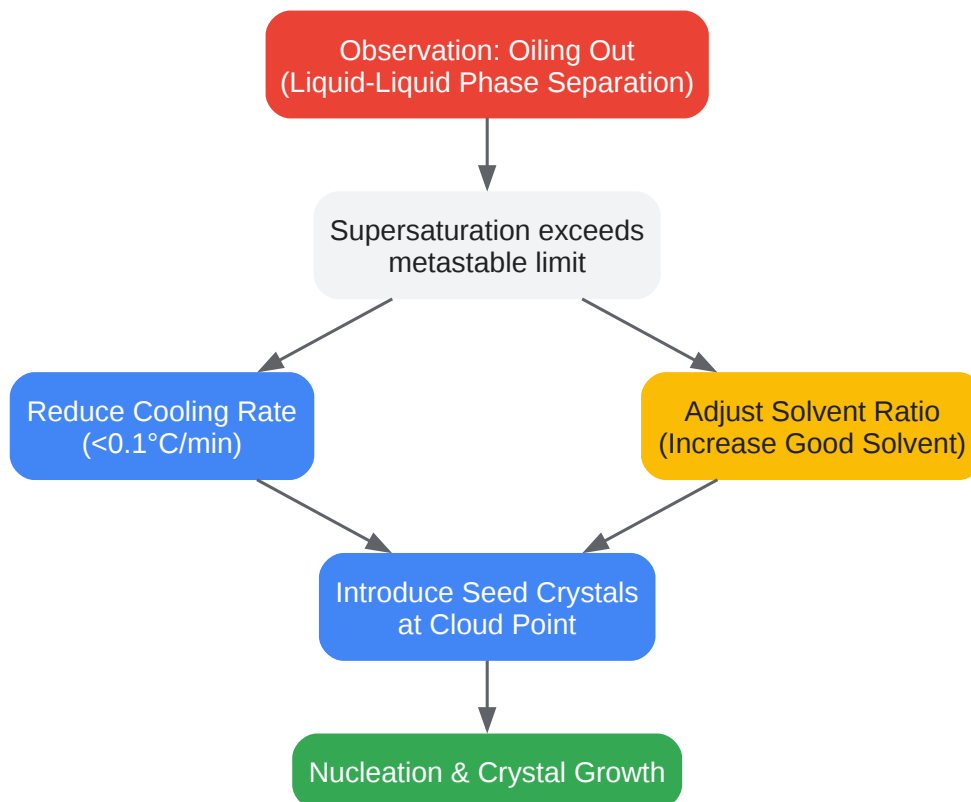 Observation: Oiling Out
(Liquid-Liquid Phase Separation)
Supersaturation exceeds
metastable limit
Reduce Cooling Rate
(<0.1°C/min)
Adjust Solvent Ratio
(Increase Good Solvent)
Introduce Seed Crystals
at Cloud Point
Nucleation & Crystal Growth